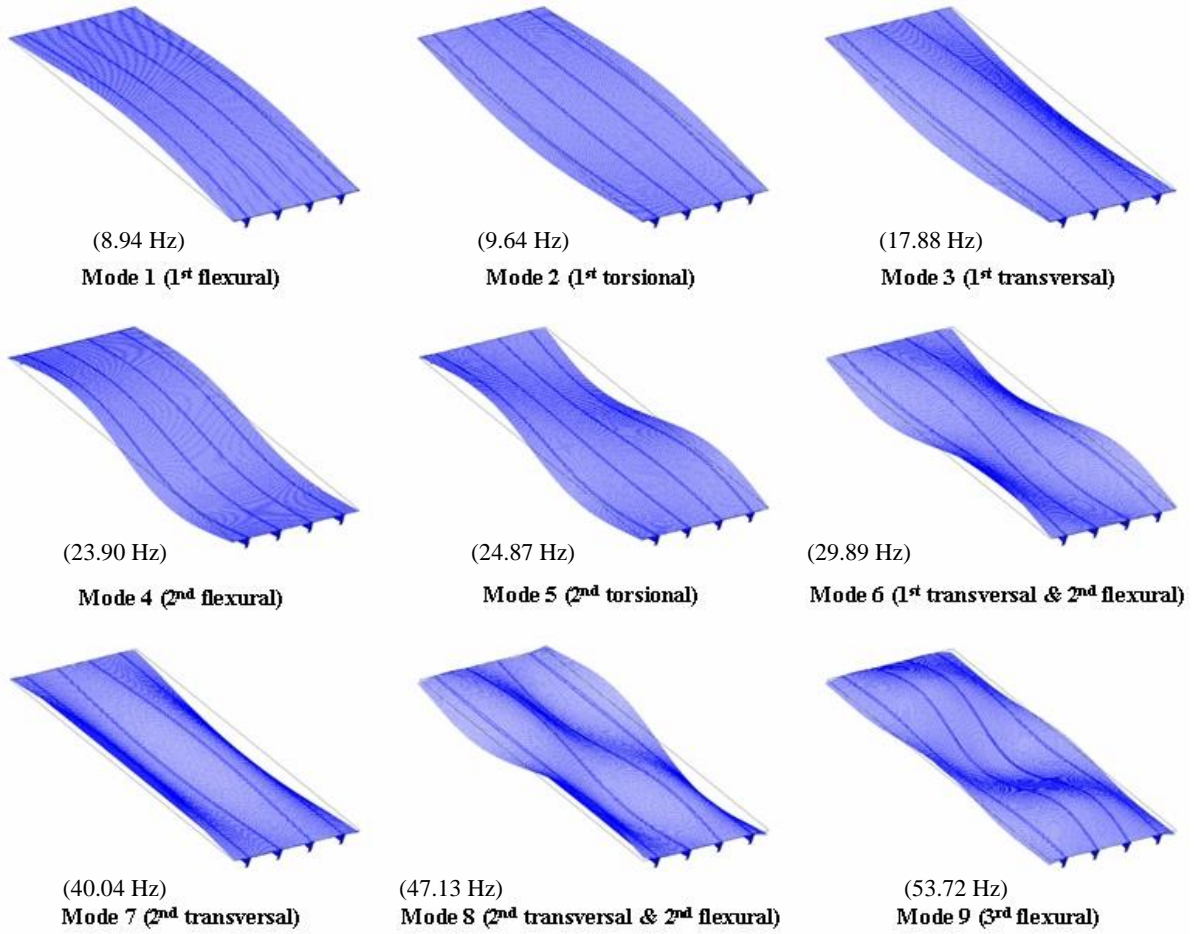 (8.94 Hz)
Mode 1 (1st flexural)
(9.64 Hz)
Mode 2 (1st torsional)
(17.88 Hz)
Mode 3 (1st transversal)
(23.90 Hz)
Mode 4 (2nd flexural)
(24.87 Hz)
Mode 5 (2nd torsional)
(29.89 Hz)
Mode 6 (1st transversal & 2nd flexural)
(40.04 Hz)
Mode 7 (2nd transversal)
(47.13 Hz)
Mode 8 (2nd transversal & 2nd flexural)
(53.72 Hz)
Mode 9 (3rd flexural)